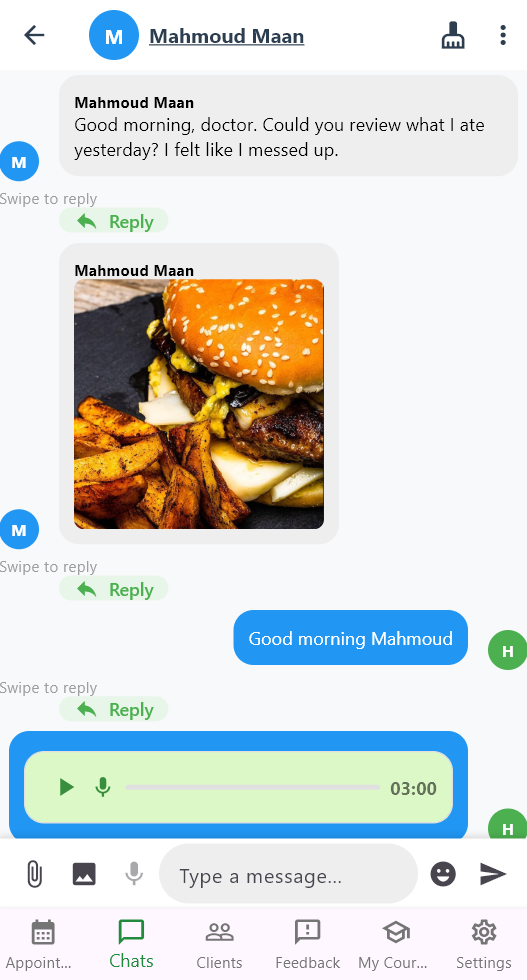 M
Mahmoud Maan
Mahmoud Maan
Good morning, doctor. Could you review what I ate
yesterday? I felt like I messed up.
M
Swipe to reply
Reply
Mahmoud Maan
M
Swipe to reply
Reply
Good morning Mahmoud
H
Swipe to reply
Reply
03:00
H
Type a message...
Appoint...
Chats
Clients
Feedback
My Cour...
Settings